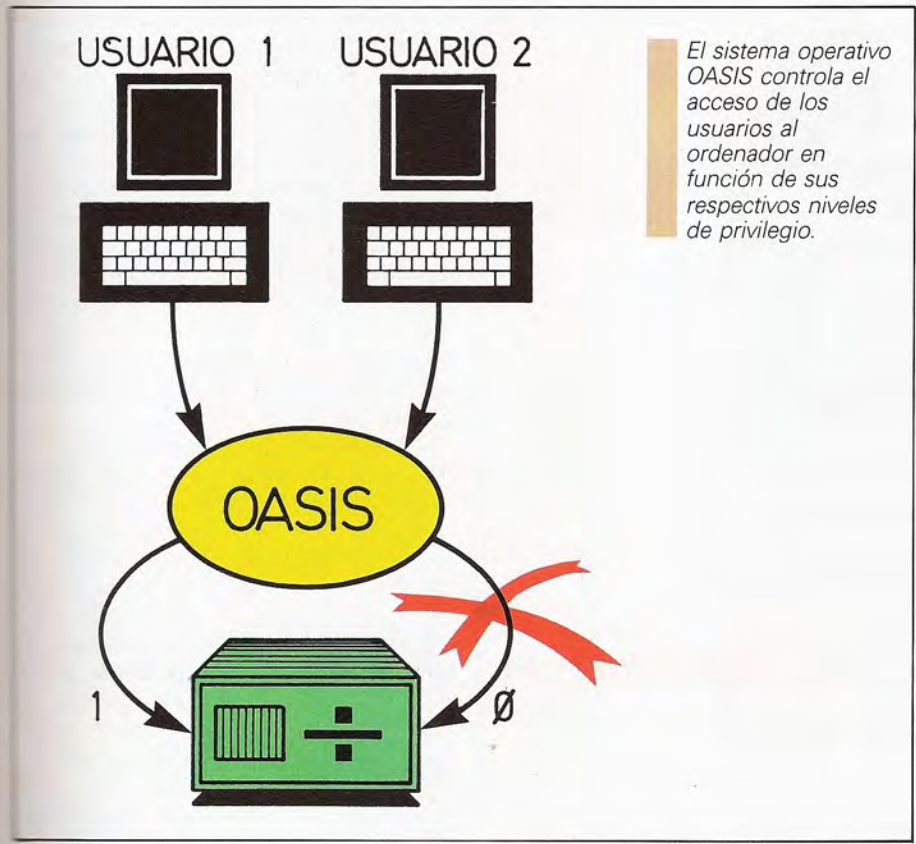 USUARIO 1 USUARIO 2
El sistema operativo
OASIS controla el
acceso de los
usuarios al
ordenador en
función de sus
respectivos niveles
de privilegio.
OASIS
1 Ø